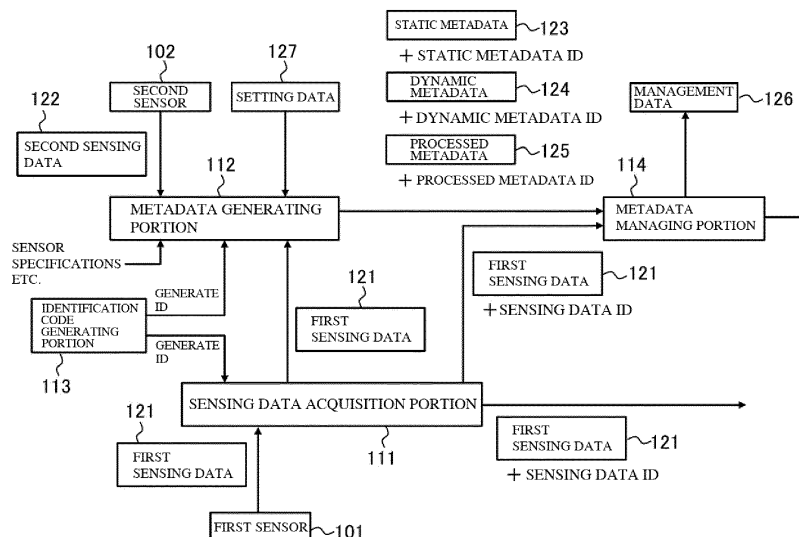 STATIC METADATA
123
+ STATIC METADATA ID
102
127
SECOND SENSOR
SETTING DATA
DYNAMIC METADATA
124
+ DYNAMIC METADATA ID
MANAGEMENT DATA
126
122
SECOND SENSING DATA
PROCESSED METADATA
125
+ PROCESSED METADATA ID
112
METADATA GENERATING PORTION
114
METADATA MANAGING PORTION
SENSOR
SPECIFICATIONS
ETC.
GENERATE
ID
IDENTIFICATION
CODE
GENERATING
PORTION
GENERATE
ID
113
121
FIRST
SENSING DATA
FIRST
SENSING DATA
121
+ SENSING DATA ID
SENSING DATA ACQUISITION PORTION
111
121
FIRST
SENSING DATA
FIRST
SENSING DATA
121
+ SENSING DATA ID
FIRST SENSOR
101